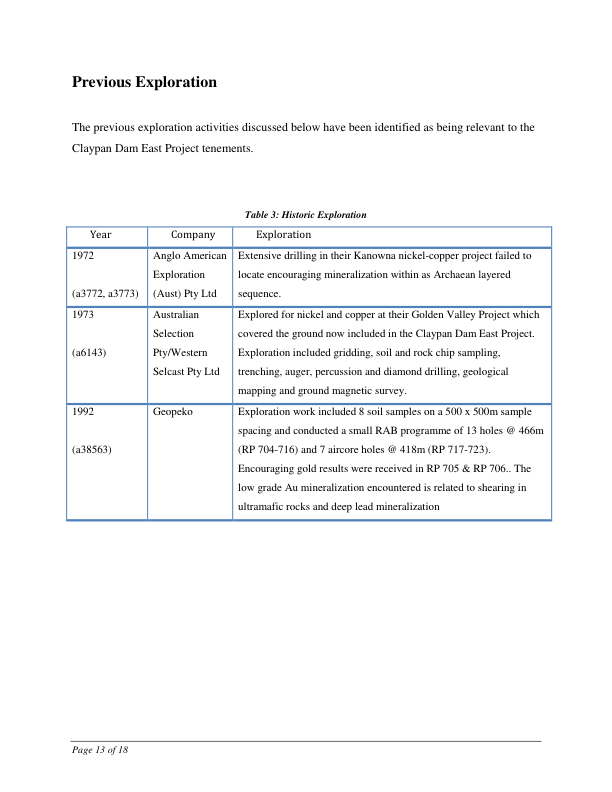 Previous Exploration
The previous exploration activities discussed below have been identified as being relevant to the
Claypan Dam East Project tenements.
Table 3: Historic Exploration
Year Company Exploration
1972
(a3772, a3773)
Anglo American
Exploration
(Aust) Pty Ltd
Extensive drilling in their Kanowna nickel-copper project failed to
locate encouraging mineralization within as Archaean layered
sequence.
1973
(a6143)
Australian
Selection
Pty/Western
Selcast Pty Ltd
Explored for nickel and copper at their Golden Valley Project which
covered the ground now included in the Claypan Dam East Project.
Exploration included gridding, soil and rock chip sampling,
trenching, auger, percussion and diamond drilling, geological
mapping and ground magnetic survey.
1992
(a38563)
Geopeko
Exploration work included 8 soil samples on a 500 x 500m sample
spacing and conducted a small RAB programme of 13 holes @ 466m
(RP 704-716) and 7 aircore holes @ 418m (RP 717-723).
Encouraging gold results were received in RP 705 & RP 706.. The
low grade Au mineralization encountered is related to shearing in
ultramafic rocks and deep lead mineralization
Page 13 of 18